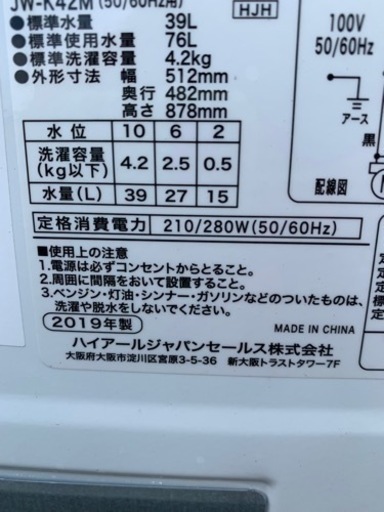 JW-K42M (50/60Hz用)
HJH
●標準水量 39L
●標準使用水量 76L
●標準洗濯容量 4.2kg
●外形寸法 幅 512mm
奥行 482mm
高さ 878mm
100V
50/60Hz
アース
黒
配線図
水位 10 6 2
洗濯容量(kg以下) 4.2 2.5 0.5
水量(L) 39 27 15
定格消費電力 210/280W(50/60Hz)
■使用上の注意
1.電源は必ずコンセントからとること。
2.周囲に間隔をおいて設置すること。
3.ベンジン・灯油・シンナー・ガソリンなどのついたものは、
洗濯や脱水をしないでください。
2019年製
MADE IN CHINA
ハイアールジャパンセールス株式会社
大阪府大阪市淀川区宮原3-5-36 新大阪トラストタワー7F